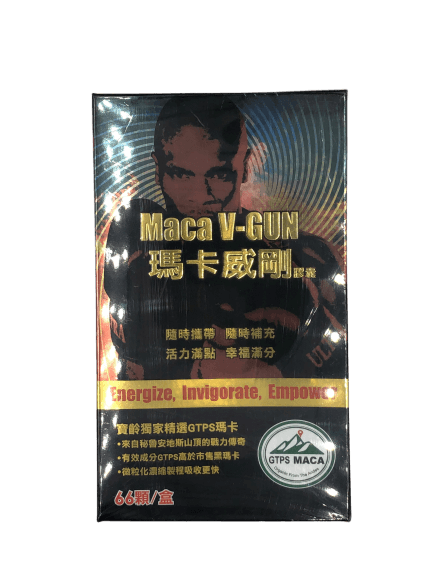 Maca V-GUN
瑪卡威剛膠囊
隨時攜帶 隨時補充
活力滿點 幸福滿分
Energize, Invigorate, Empower
寶齡獨家精選GTPS瑪卡
•來自秘魯安地斯山頂的戰力傳奇
•有效成分GTPS高於市售黑瑪卡
•微粒化濃縮製程吸收更快
GTPS MACA
66顆/盒